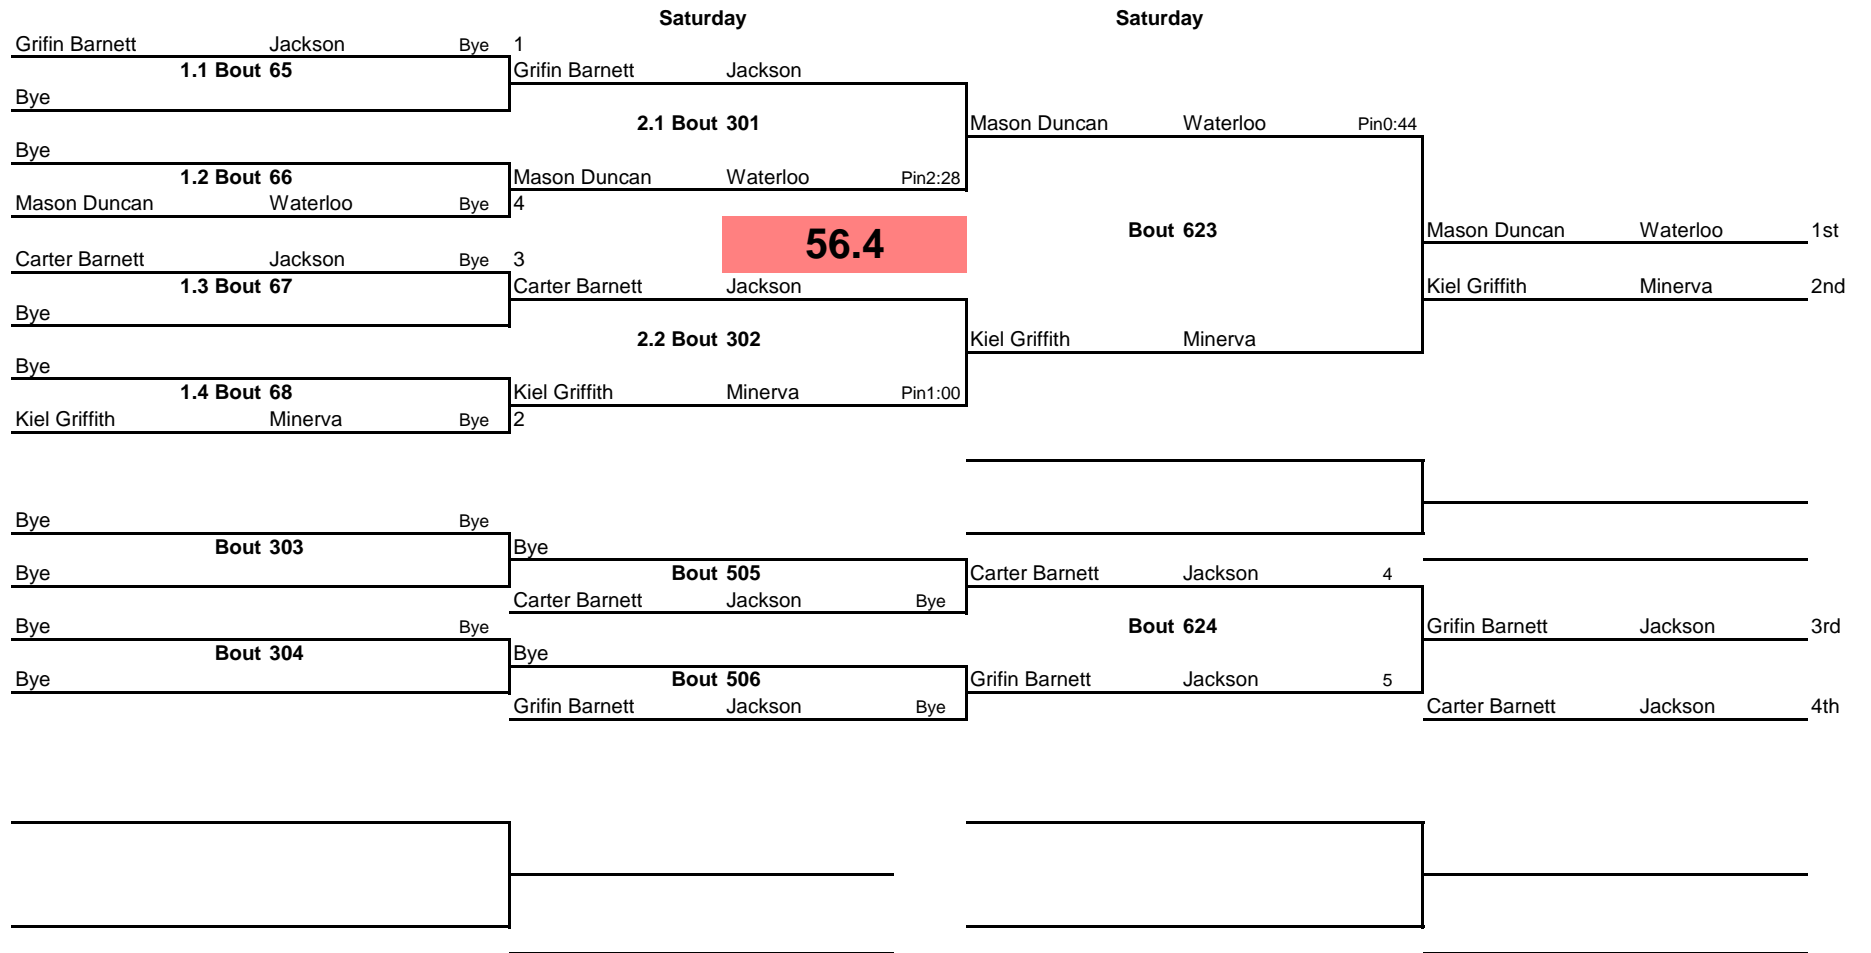 Saturday Saturday
Grifin Barnett Jackson Bye 1
1.1 Bout 65 Grifin Barnett Jackson
Bye
2.1 Bout 301 Mason Duncan Waterloo Pin0:44
Bye
1.2 Bout 66 Mason Duncan Waterloo Pin2:28
Mason Duncan Waterloo Bye 4
56.4 Bout 623 Mason Duncan Waterloo 1st
Carter Barnett Jackson Bye 3
1.3 Bout 67 Carter Barnett Jackson Kiel Griffith Minerva 2nd
Bye
2.2 Bout 302 Kiel Griffith Minerva
Bye
1.4 Bout 68 Kiel Griffith Minerva Pin1:00
Kiel Griffith Minerva Bye 2
Bye Bye
Bout 303 Bye
Bye Bout 505 Carter Barnett Jackson 4
Carter Barnett Jackson Bye
Bye Bye Bout 624 Grifin Barnett Jackson 3rd
Bout 304 Bye
Bye Bout 506 Grifin Barnett Jackson 5
Grifin Barnett Jackson Bye Carter Barnett Jackson 4th